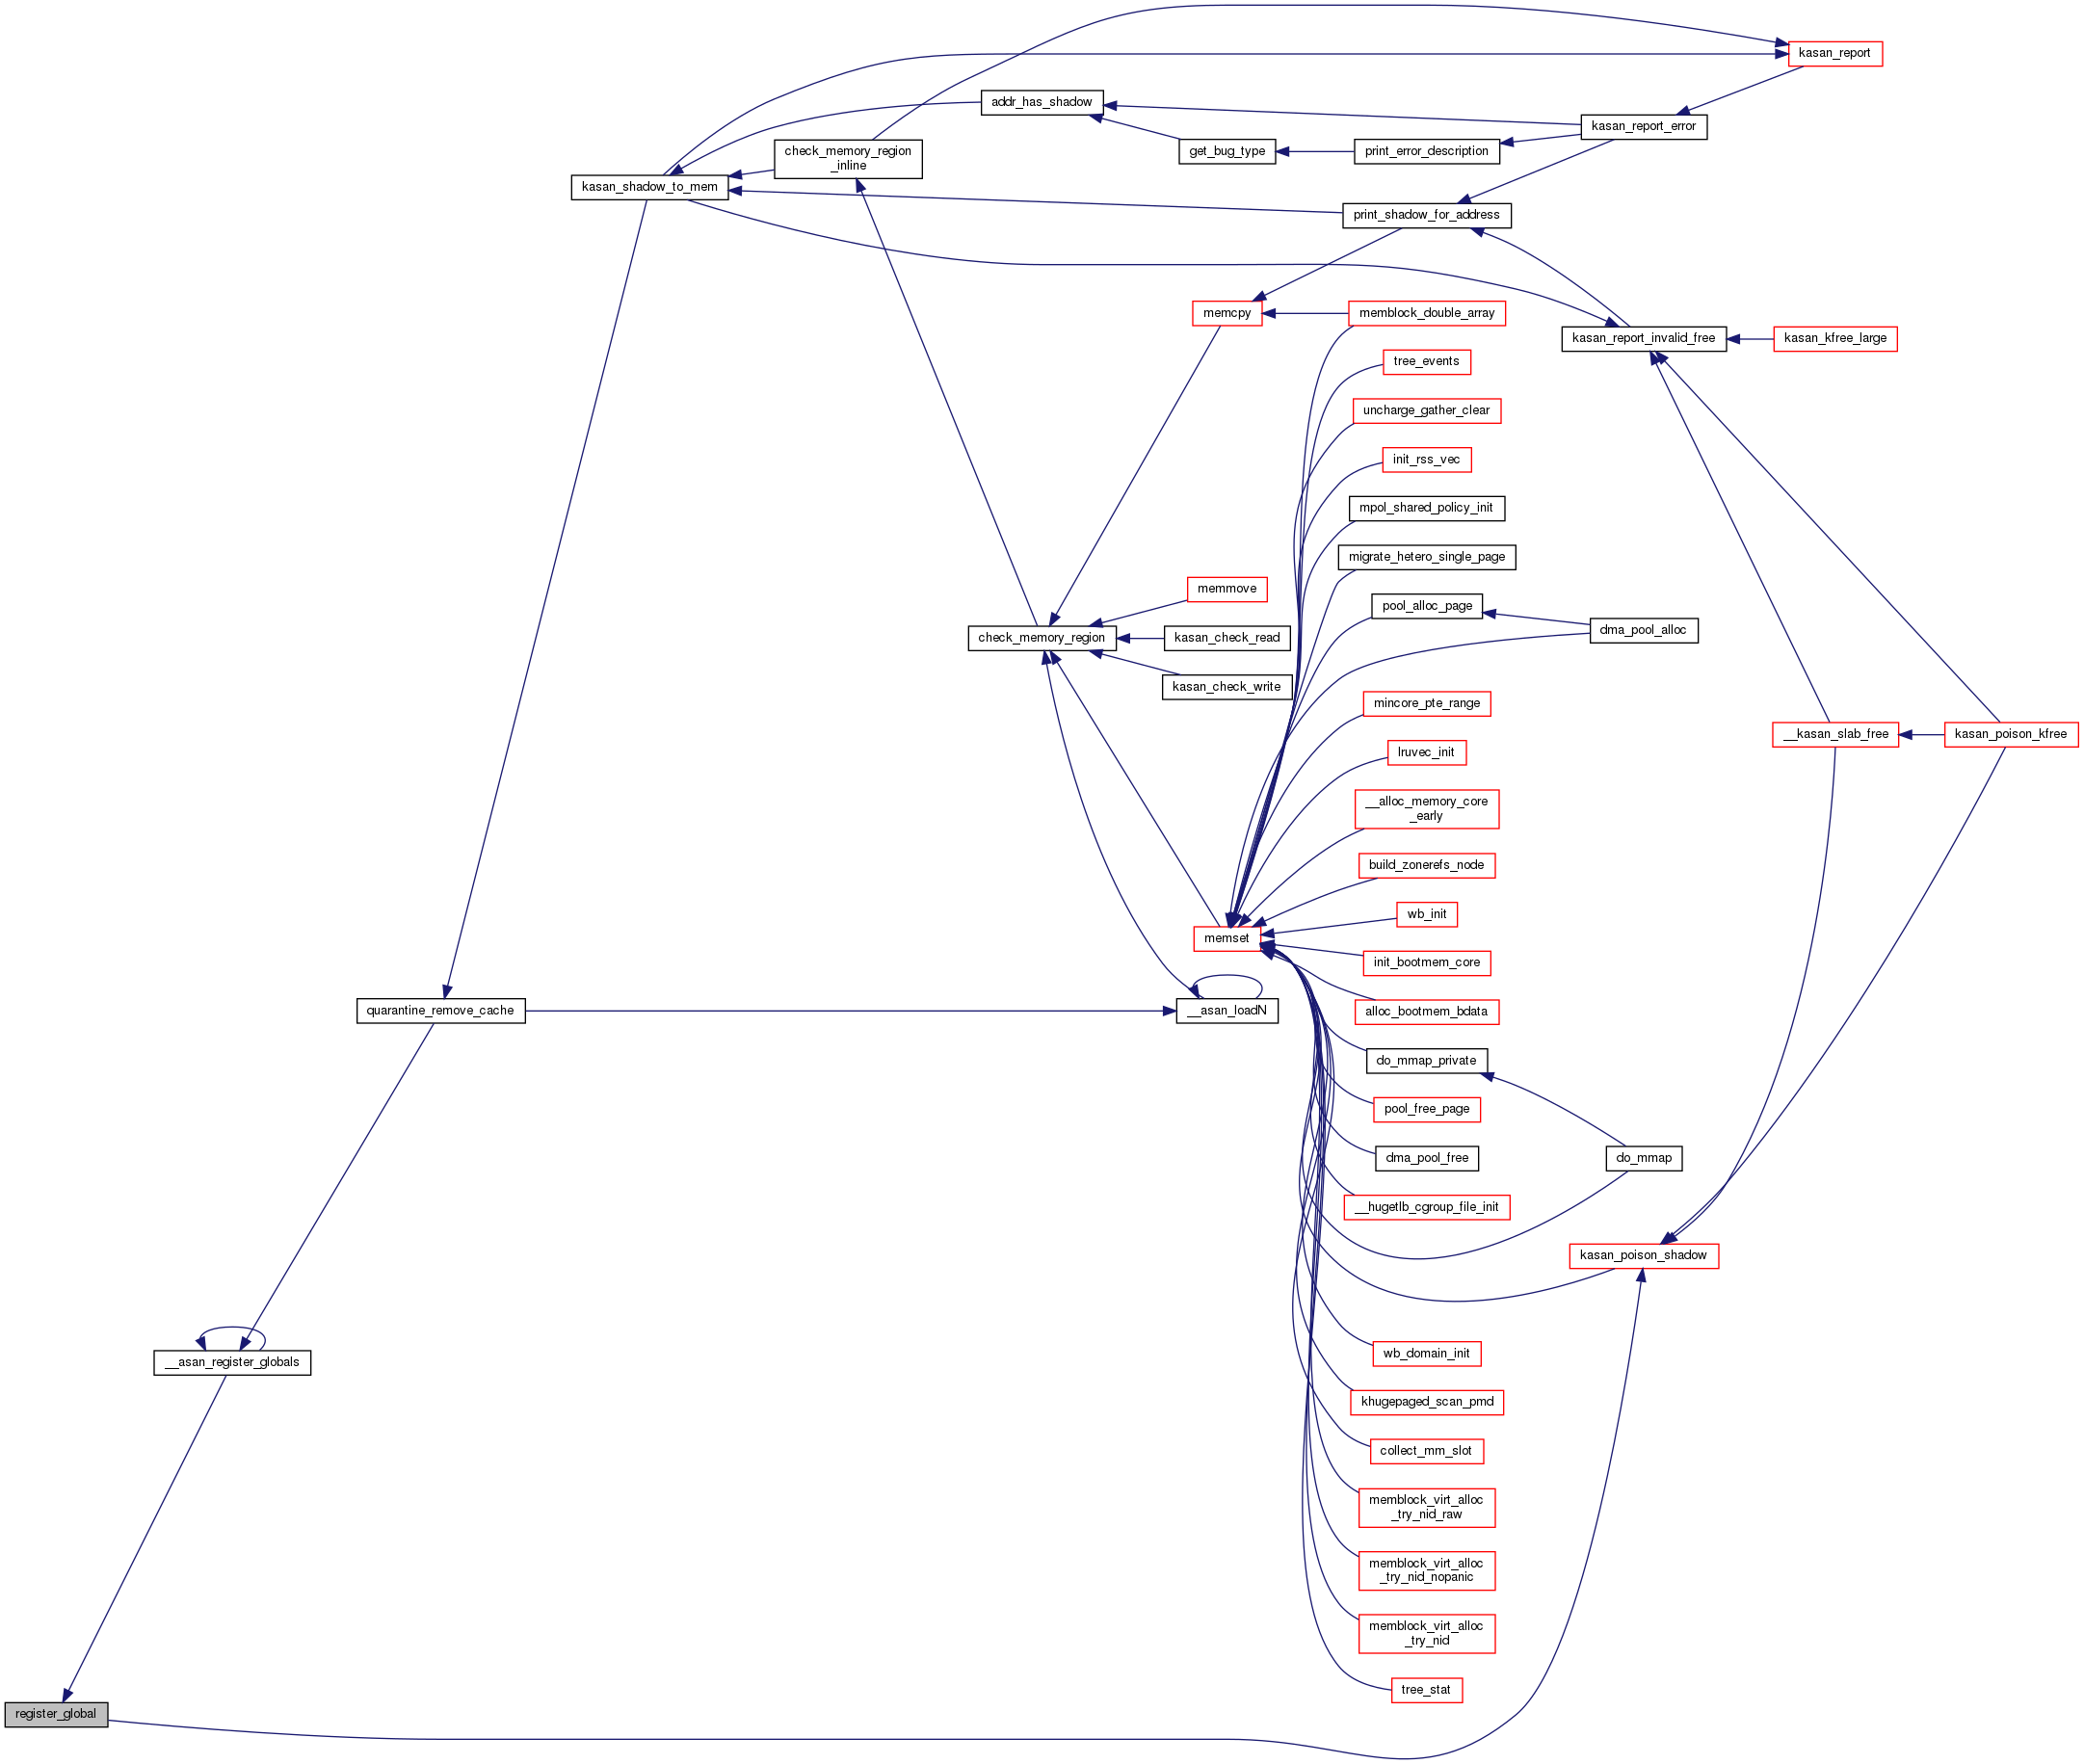 kasan_report
addr_has_shadow
kasan_report_error
check_memory_region
_inline
get_bug_type
print_error_description
kasan_shadow_to_mem
print_shadow_for_address
memcpy
memblock_double_array
kasan_report_invalid_free
kasan_kfree_large
tree_events
uncharge_gather_clear
init_rss_vec
mpol_shared_policy_init
migrate_hetero_single_page
memmove
pool_alloc_page
check_memory_region
kasan_check_read
dma_pool_alloc
kasan_check_write
mincore_pte_range
__kasan_slab_free
kasan_poison_kfree
lruvec_init
__alloc_memory_core
_early
build_zonerefs_node
wb_init
memset
init_bootmem_core
quarantine_remove_cache
__asan_loadN
alloc_bootmem_bdata
do_mmap_private
pool_free_page
dma_pool_free
do_mmap
__hugetlb_cgroup_file_init
kasan_poison_shadow
wb_domain_init
__asan_register_globals
khugepaged_scan_pmd
collect_mm_slot
memblock_virt_alloc
_try_nid_raw
memblock_virt_alloc
_try_nid_nopanic
memblock_virt_alloc
_try_nid
tree_stat
register_global